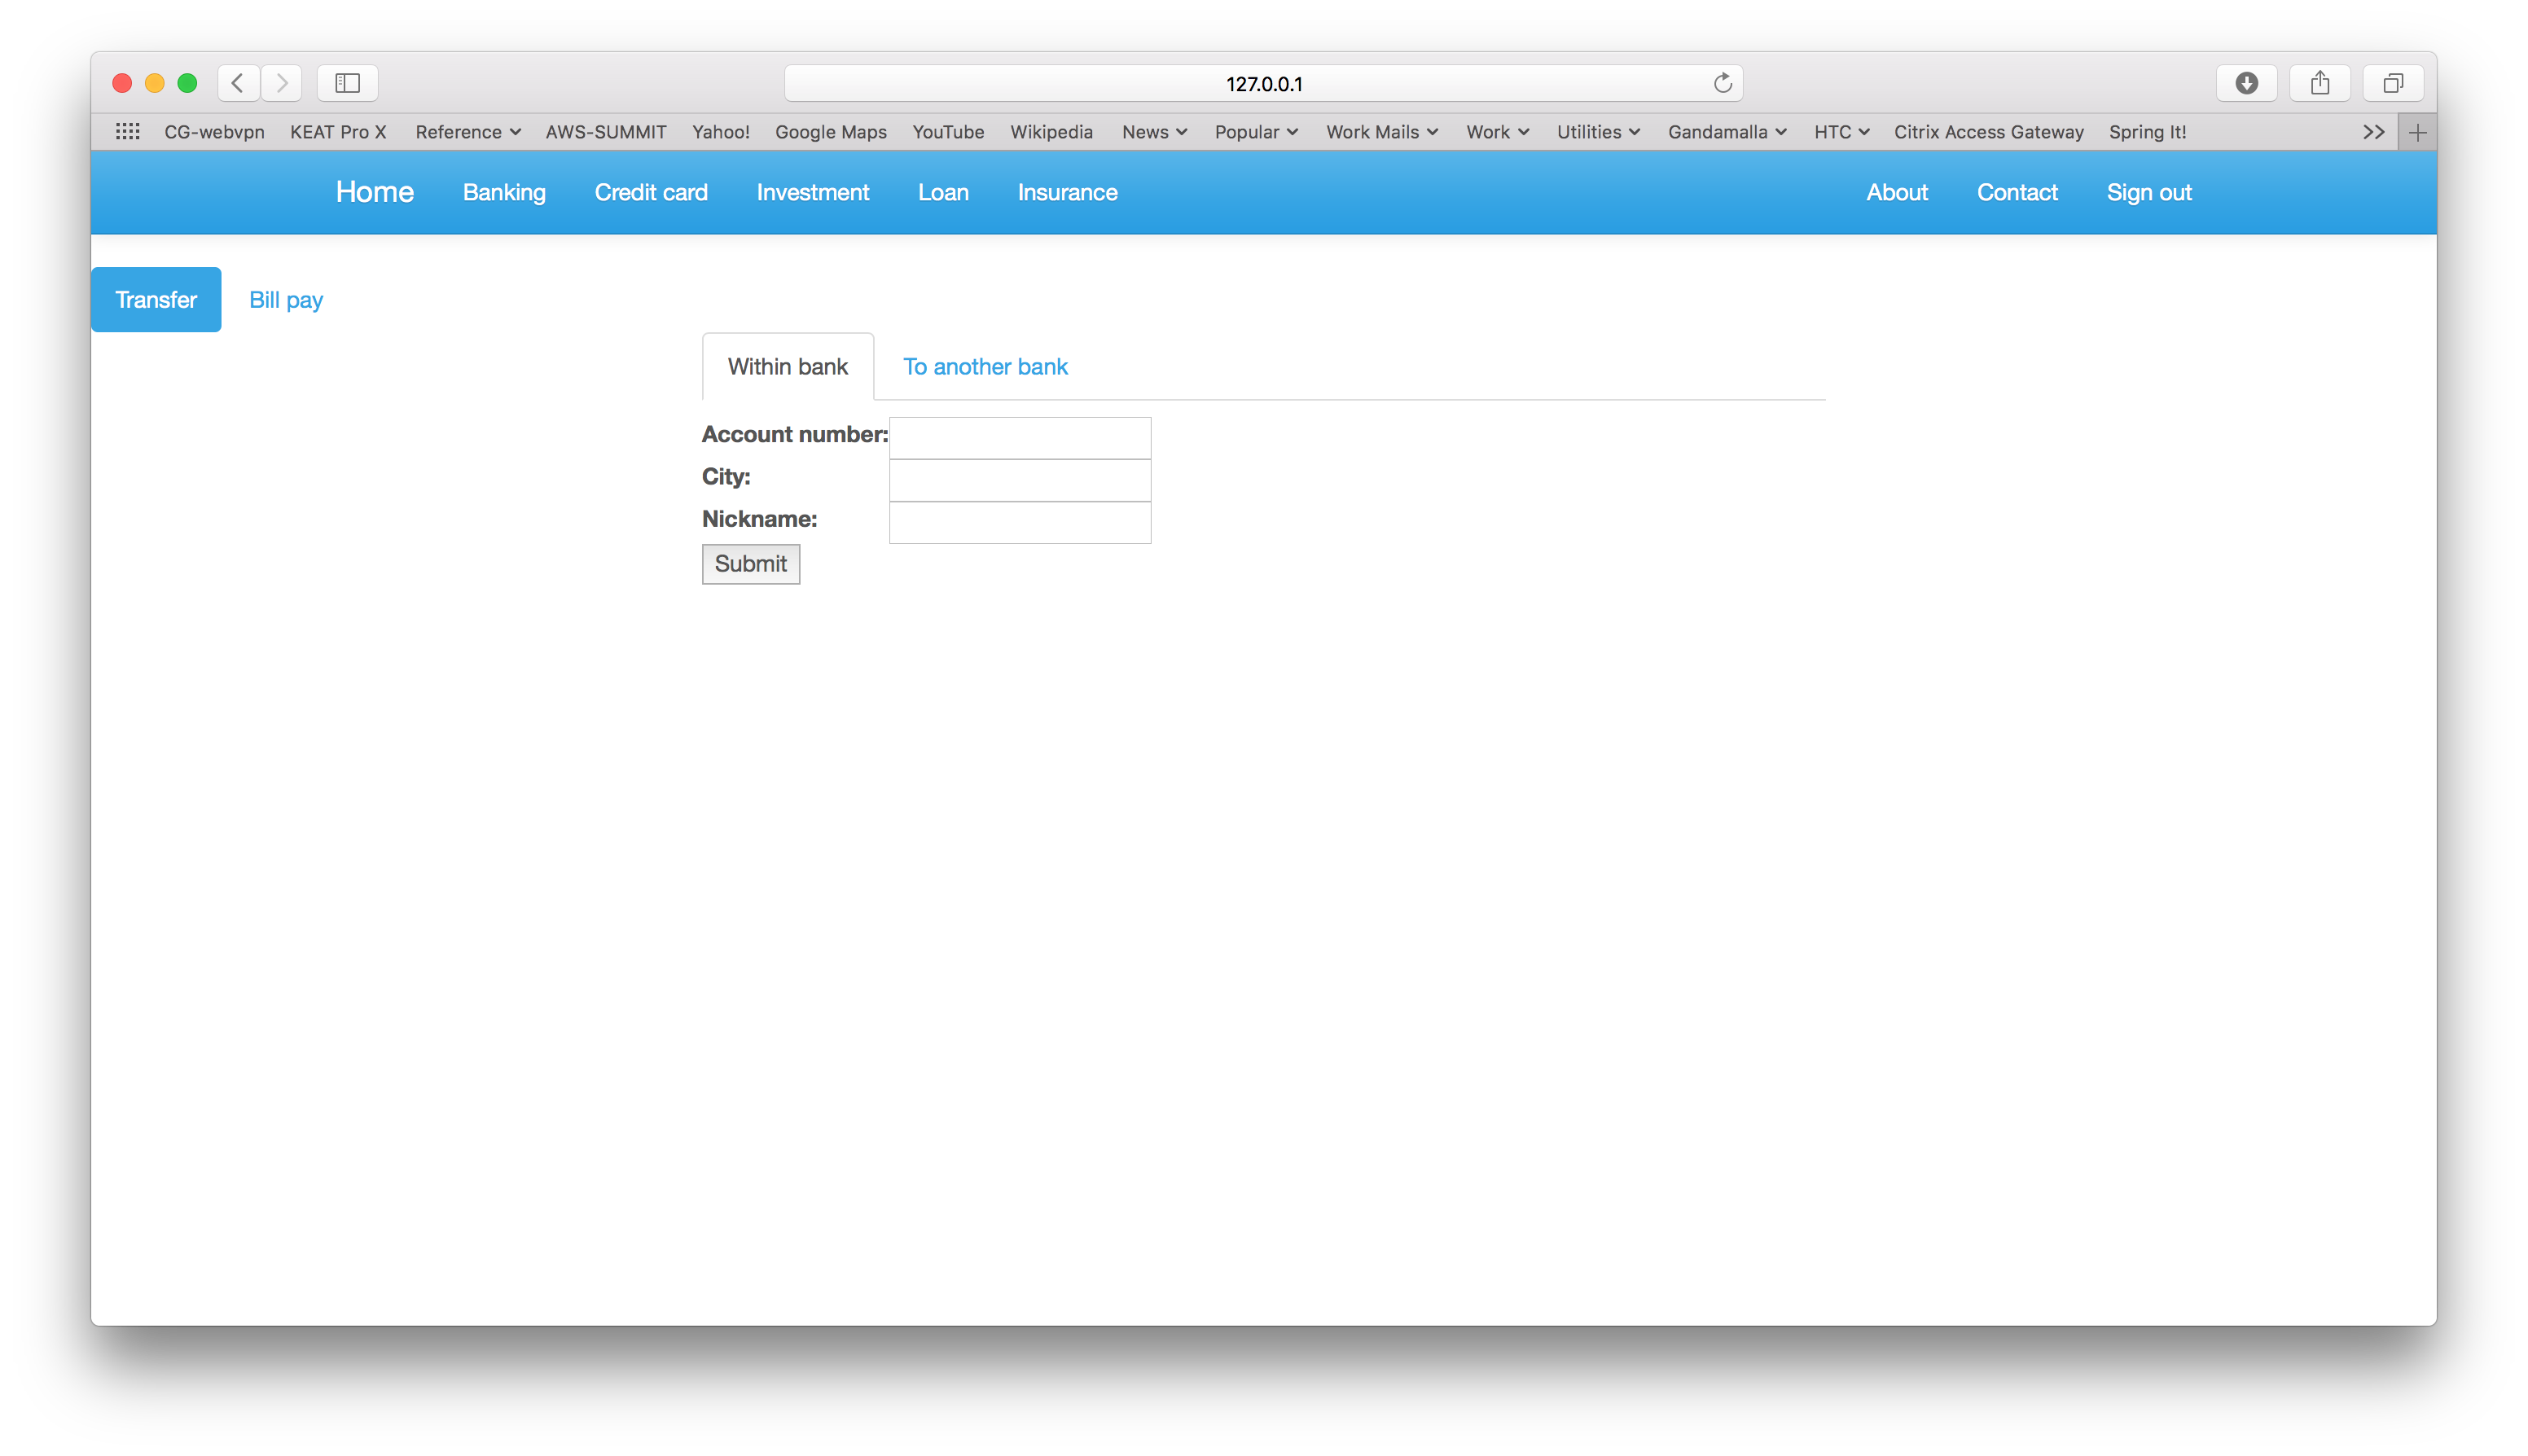 127.0.0.1
CG-webvpn KEAT Pro X Reference AWS-SUMMIT Yahoo! Google Maps YouTube Wikipedia News Popular Work Mails Work Utilities Gandamalla HTC Citrix Access Gateway Spring It!
Home Banking Credit card Investment Loan Insurance About Contact Sign out
Transfer Bill pay
Within bank To another bank
Account number:
City:
Nickname:
Submit